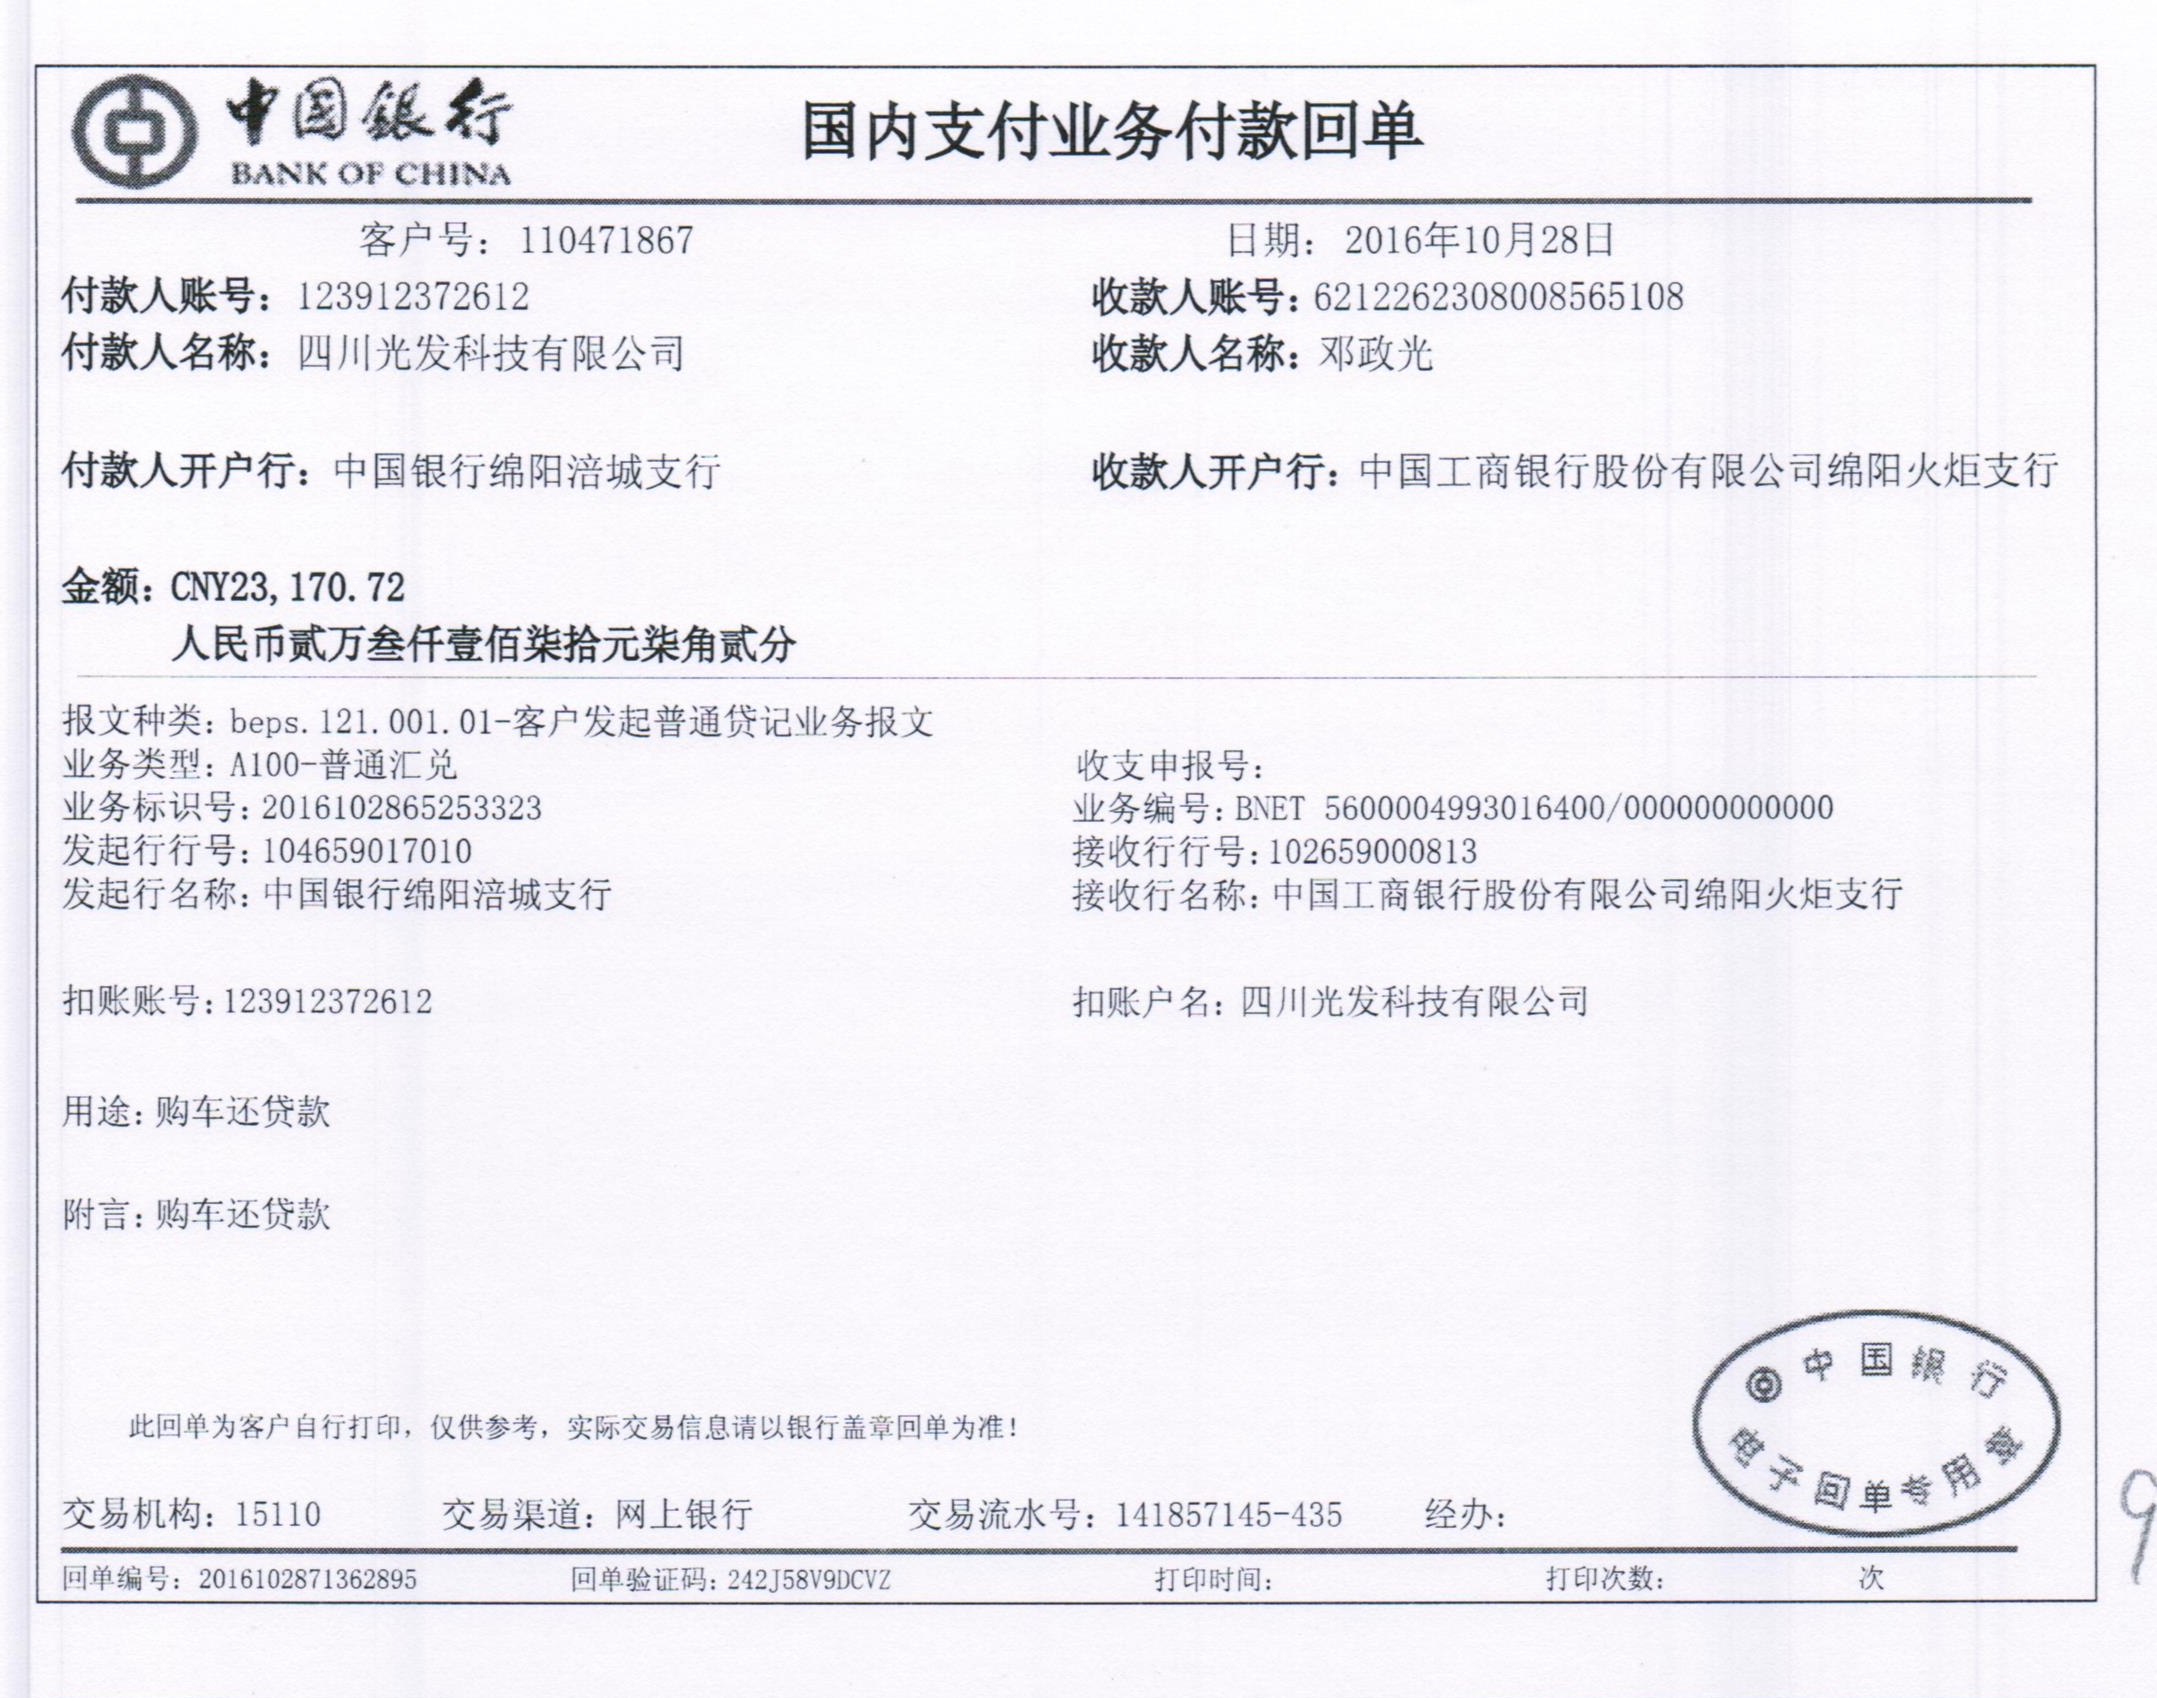 中国银行
BANK OF CHINA
国内支付业务付款回单
客户号: 110471867 日期: 2016年10月28日
付款人账号: 123912372612 收款人账号: 6212262308008565108
付款人名称: 四川光发科技有限公司 收款人名称: 邓政光
付款人开户行: 中国银行绵阳涪城支行 收款人开户行: 中国工商银行股份有限公司绵阳火炬支行
金额: CNY23,170.72
人民币贰万叁仟壹佰柒拾元柒角贰分
报文种类: beps.121.001.01-客户发起普通贷记业务报文
业务类型: A100-普通汇兑 收支申报号:
业务标识号: 2016102865253323 业务编号: BNET 5600004993016400/000000000000
发起行行号: 104659017010 接收行行号: 102659000813
发起行名称: 中国银行绵阳涪城支行 接收行名称: 中国工商银行股份有限公司绵阳火炬支行
扣账账号: 123912372612 扣账户名: 四川光发科技有限公司
用途: 购车还贷款
附言: 购车还贷款
中国银行
电子回单专用章
此回单为客户自行打印, 仅供参考, 实际交易信息请以银行盖章回单为准!
交易机构: 15110 交易渠道: 网上银行 交易流水号: 141857145-435 经办:
回单编号: 2016102871362895 回单验证码: 242J58V9DCVZ 打印时间: 打印次数: 次
9